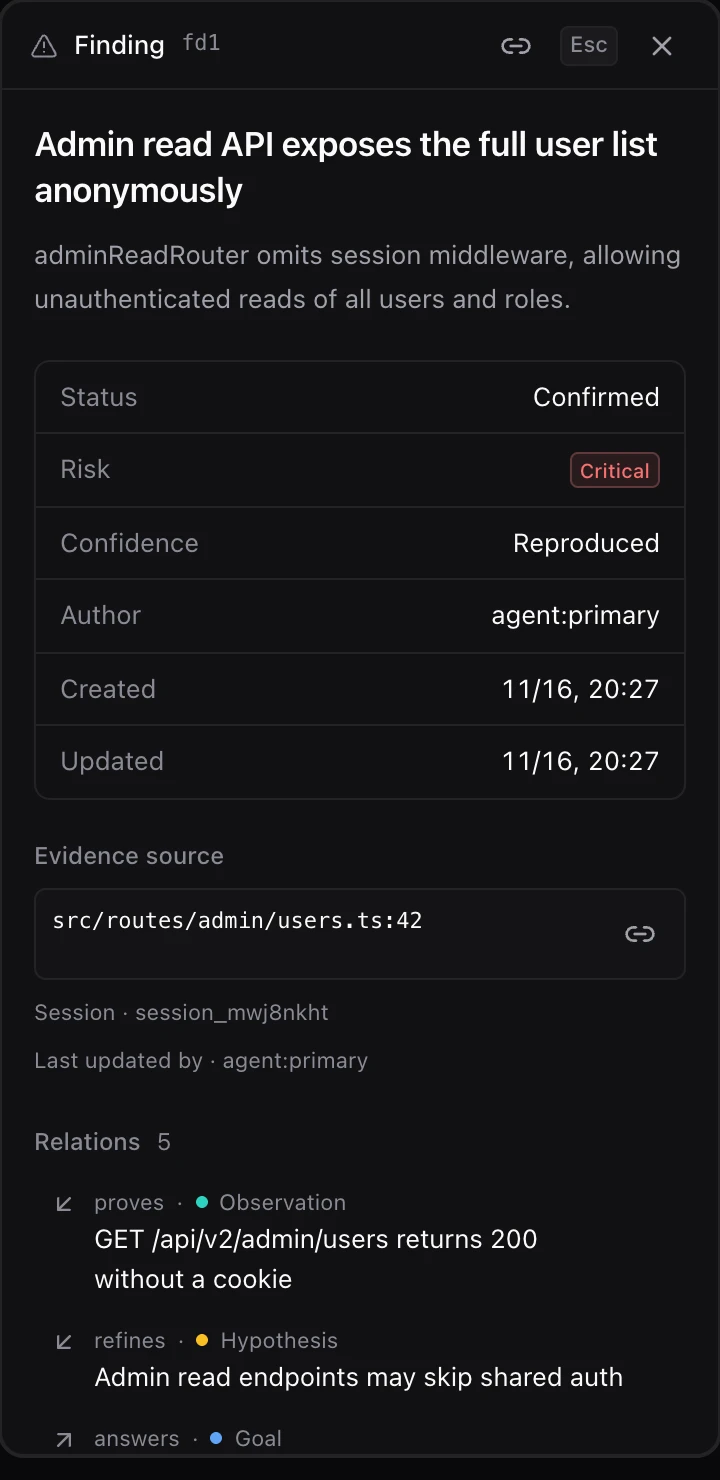 Finding fd1 Esc
Admin read API exposes the full user list
anonymously
adminReadRouter omits session middleware, allowing
unauthenticated reads of all users and roles.
Status Confirmed
Risk Critical
Confidence Reproduced
Author agent:primary
Created 11/16, 20:27
Updated 11/16, 20:27
Evidence source
src/routes/admin/users.ts:42
Session · session_mwj8nkht
Last updated by · agent:primary
Relations 5
proves · Observation
GET /api/v2/admin/users returns 200
without a cookie
refines · Hypothesis
Admin read endpoints may skip shared auth
answers · Goal